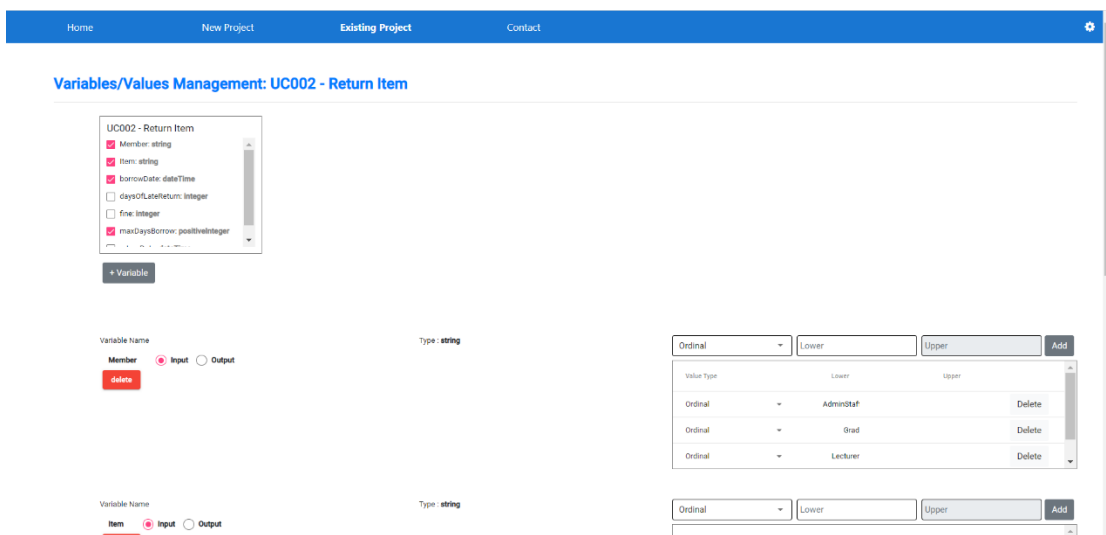 Home New Project Existing Project Contact
Variables/Values Management: UC002 - Return Item
UC002 - Return Item
Member: string
Item: string
borrowDate: dateTime
daysOfLateReturn: integer
fine: integer
maxDaysBorrow: positiveInteger
+ Variable
Variable Name Type : string Ordinal Lower Upper Add
Member Input Output
delete
Value Type Lower Upper
Ordinal AdminStaf Delete
Ordinal Grad Delete
Ordinal Lecturer Delete
Variable Name Type : string Ordinal Lower Upper Add
Item Input Output